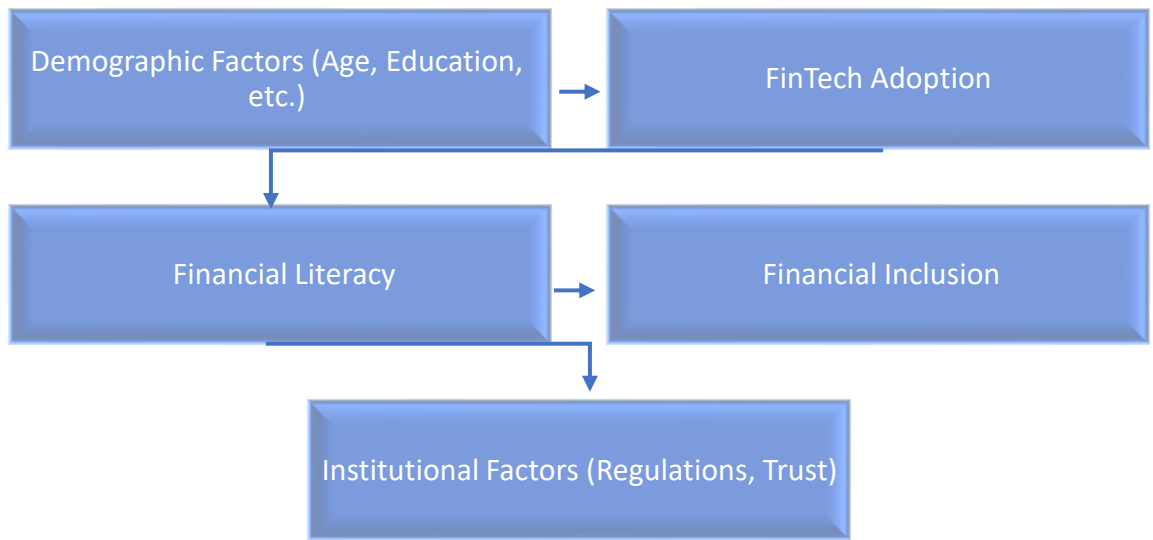 Demographic Factors (Age, Education,
etc.)
FinTech Adoption
Financial Literacy
Financial Inclusion
Institutional Factors (Regulations, Trust)